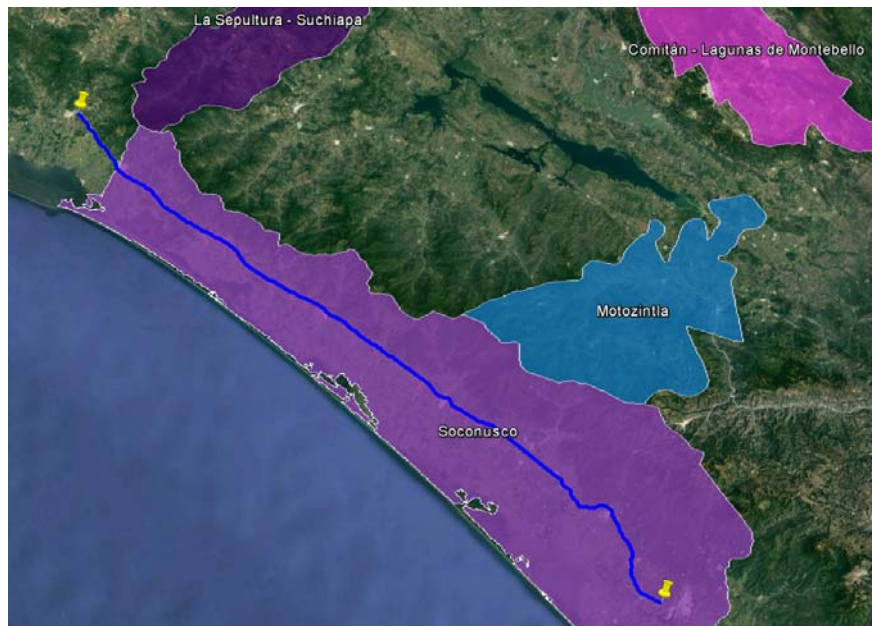 La Sepultura - Suchiapa
Comitán - Lagunas de Montebello
Motozintla
Soconusco